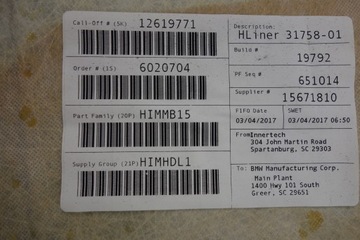 Call-Off # (5K) 12619771
Order # (15) 6020704
Part Family (20P) HIMMB15
Supply Group (21P) HIMHDL1
Description:
HLiner 31758-01
Build #
19792
PF Seq #
651014
Supplier #
15671810
FIFO Date SWET
03/04/2017 03/04/2017 06:50
From Innertech
304 John Martin Road
Spartanburg, SC 29303
To: BMW Manufacturing Corp.
Main Plant
1400 Hwy 101 South
Greer, SC 29651